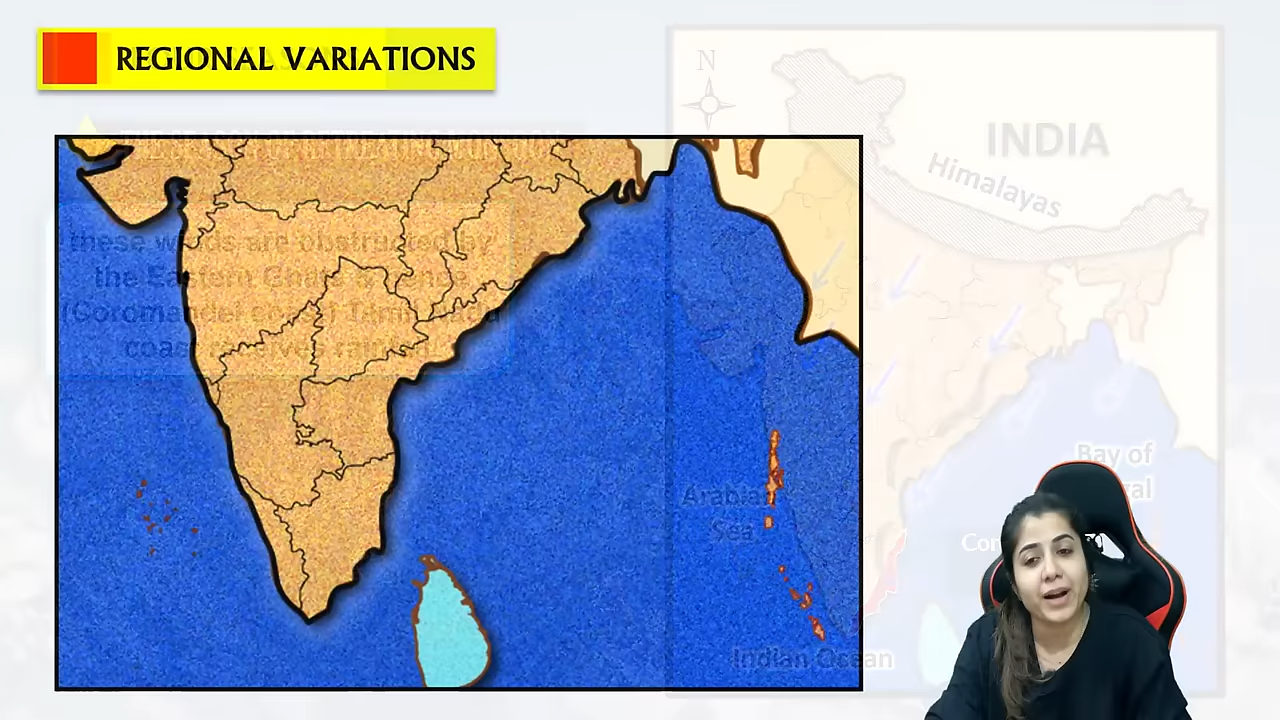 REGIONAL VARIATIONS
N
INDIA
Himalayas
these winds are obstructed by
the Eastern Ghats & hence
(Coromandel coast) Tamil Nadu
coast receives rainfall
Bay of
Arabian
Sea
Indian Ocean